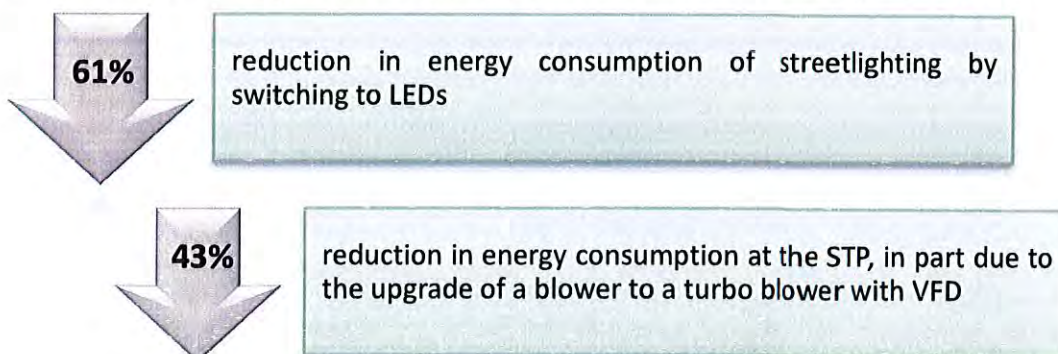 61%
reduction in energy consumption of streetlighting by
switching to LEDs
43%
reduction in energy consumption at the STP, in part due to
the upgrade of a blower to a turbo blower with VFD